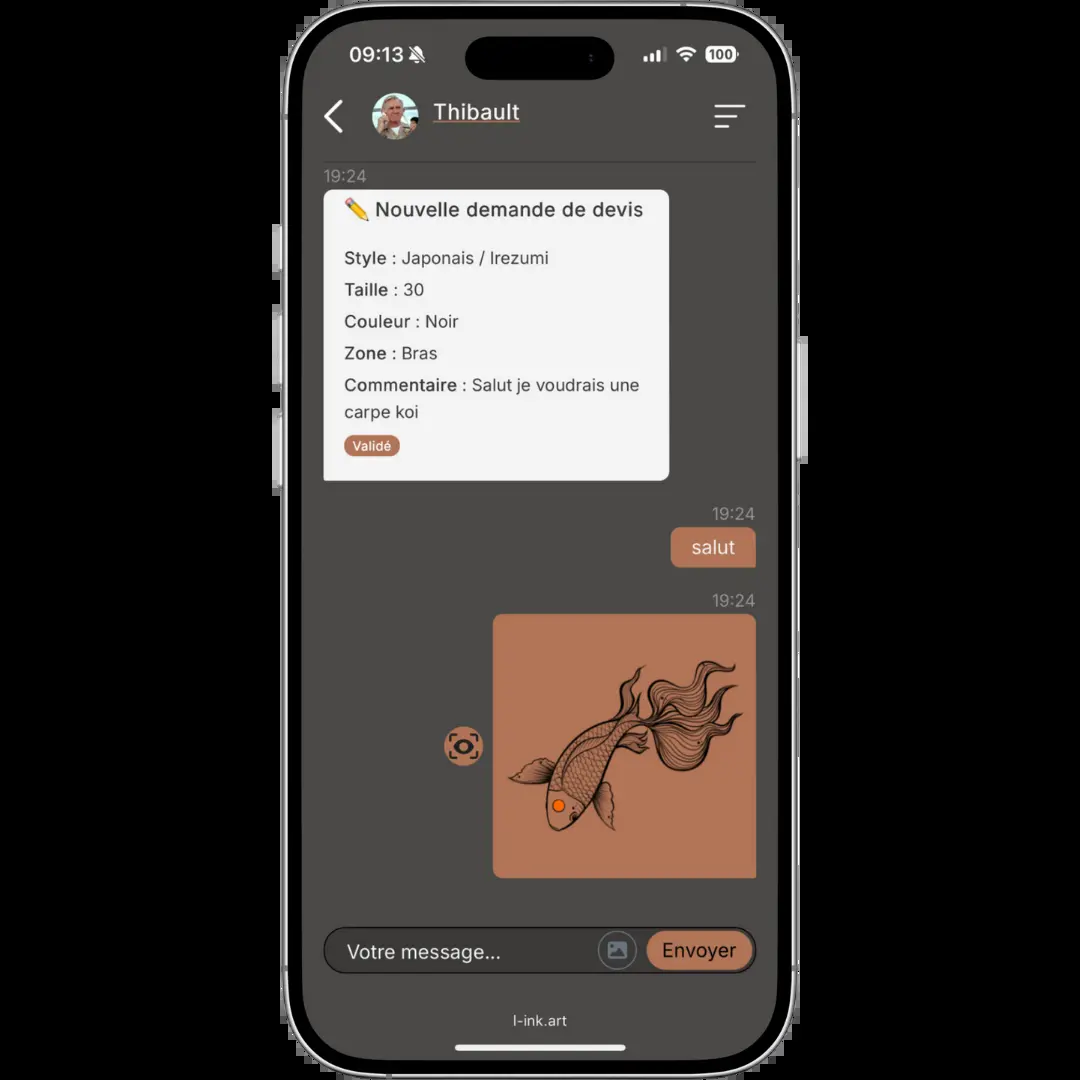 09:13
100
Thibault
19:24
✏️ Nouvelle demande de devis
Style : Japonais / Irezumi
Taille : 30
Couleur : Noir
Zone : Bras
Commentaire : Salut je voudrais une
carpe koi
Validé
19:24
salut
19:24
Votre message...
Envoyer
l-ink.art